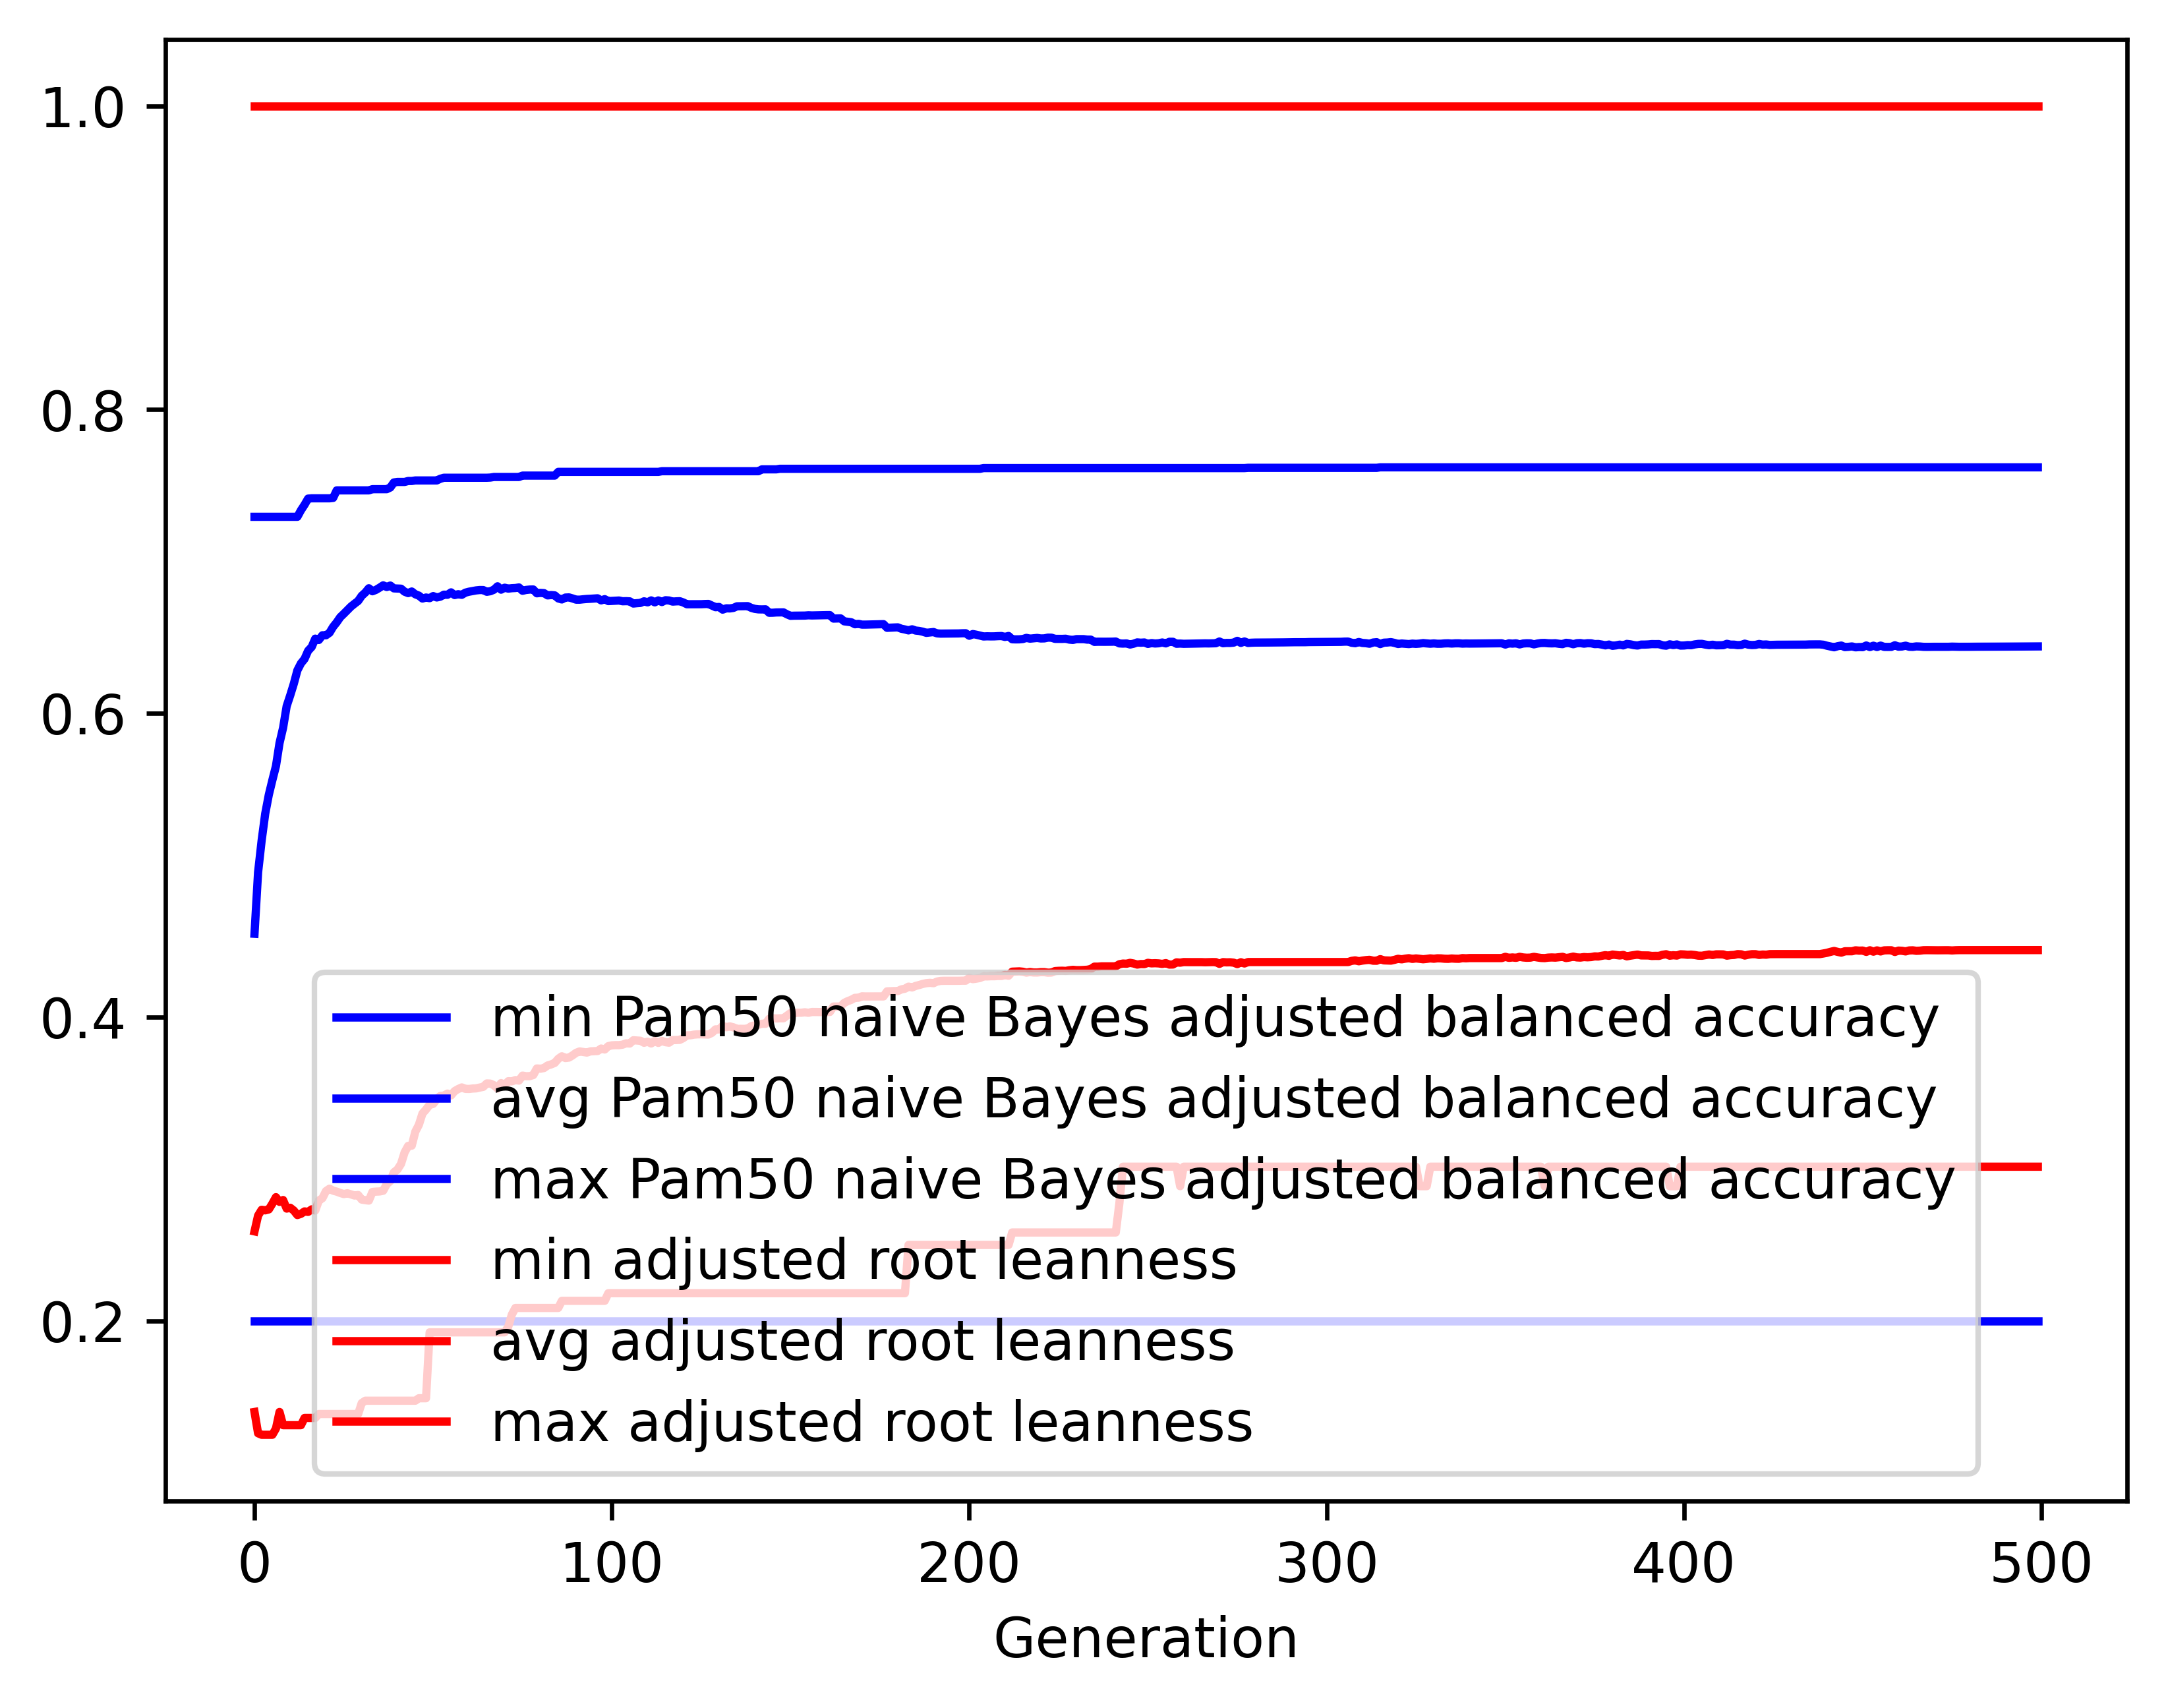 1.0
0.8
0.6
0.4
0.2
min Pam50 naive Bayes adjusted balanced accuracy
avg Pam50 naive Bayes adjusted balanced accuracy
max Pam50 naive Bayes adjusted balanced accuracy
min adjusted root leanness
avg adjusted root leanness
max adjusted root leanness
0 100 200 300 400 500
Generation